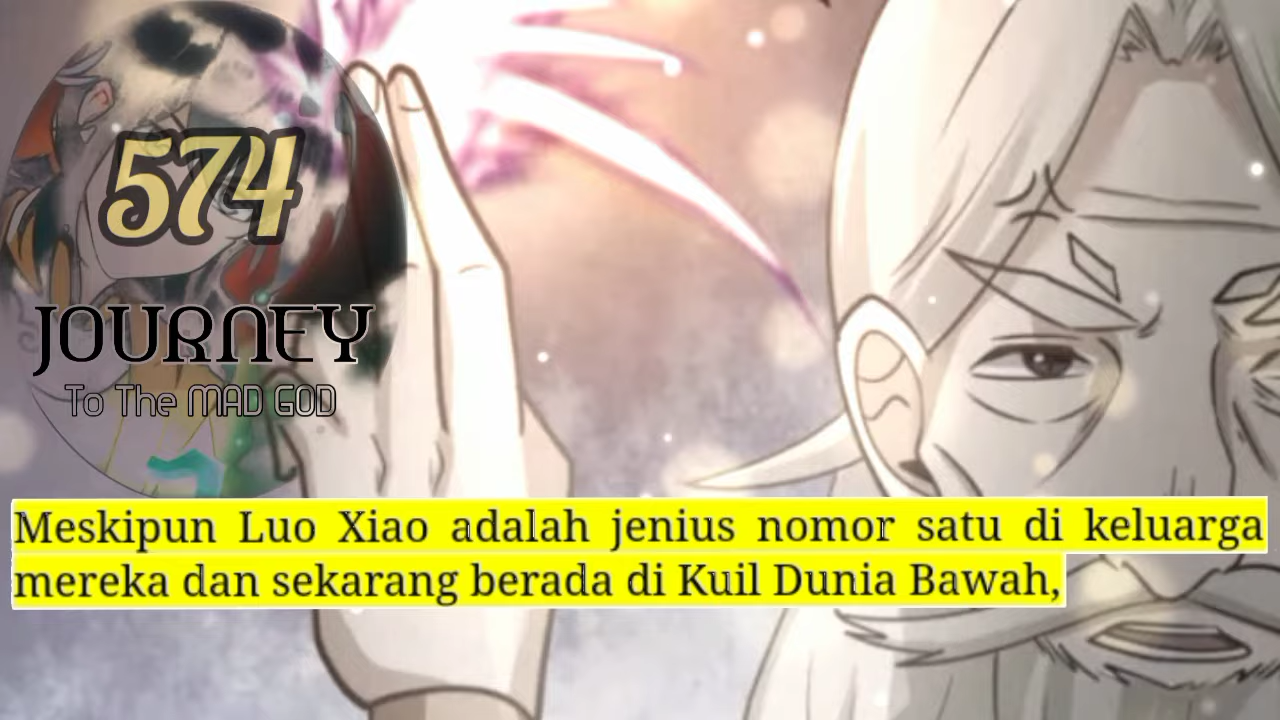 574
JOURNEY
To The MAD GOD
Meskipun Luo Xiao adalah jenius nomor satu di keluarga
mereka dan sekarang berada di Kuil Dunia Bawah,